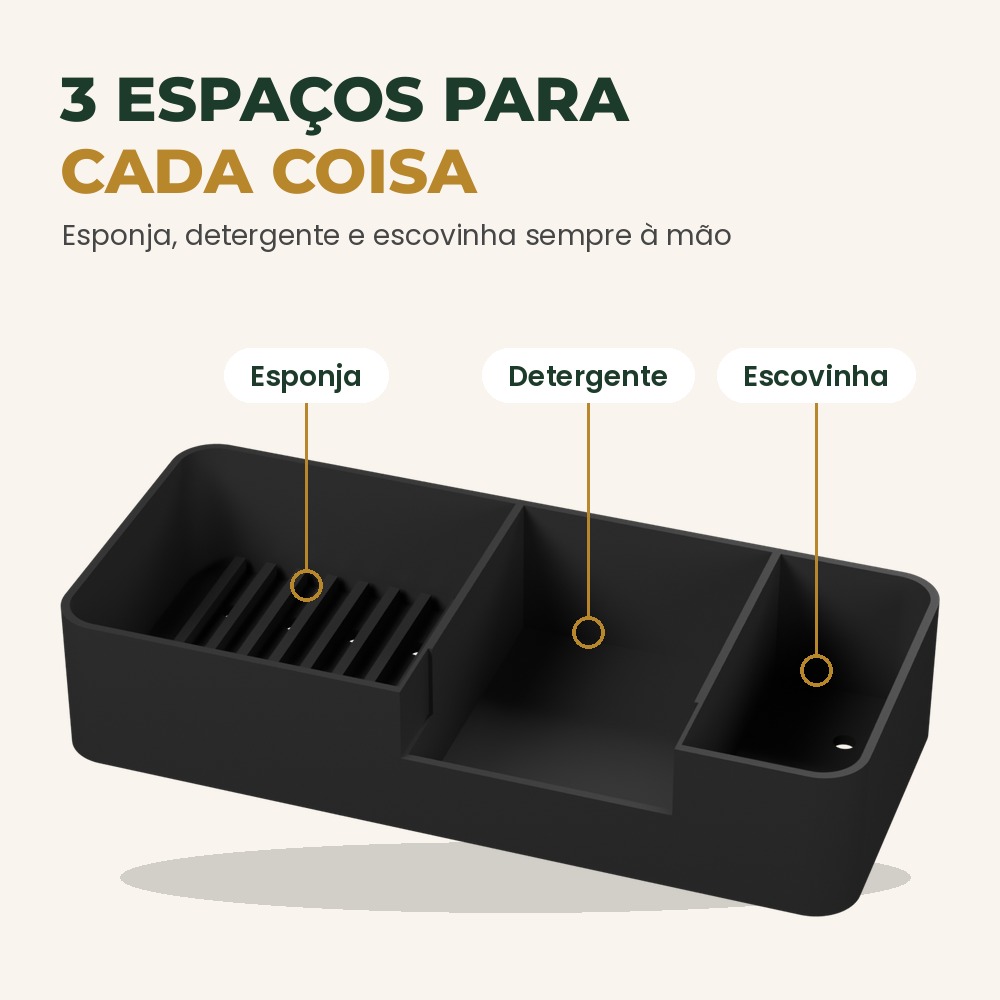 3 ESPAÇOS PARA
CADA COISA
Esponja, detergente e escovinha sempre à mão
Esponja
Detergente
Escovinha